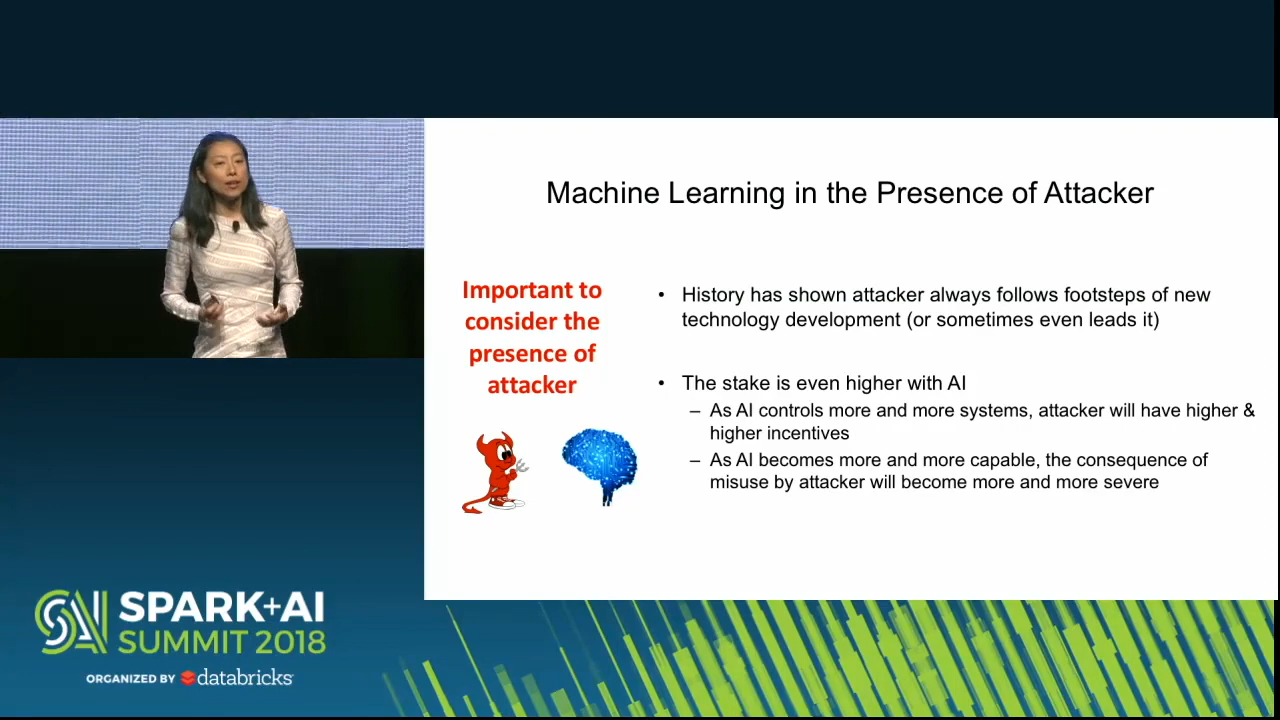 Machine Learning in the Presence of Attacker
Important to
consider the
presence of
attacker
• History has shown attacker always follows footsteps of new
technology development (or sometimes even leads it)
• The stake is even higher with AI
– As AI controls more and more systems, attacker will have higher &
higher incentives
– As AI becomes more and more capable, the consequence of
misuse by attacker will become more and more severe
SAI SPARK+AI
SUMMIT 2018
ORGANIZED BY databricks